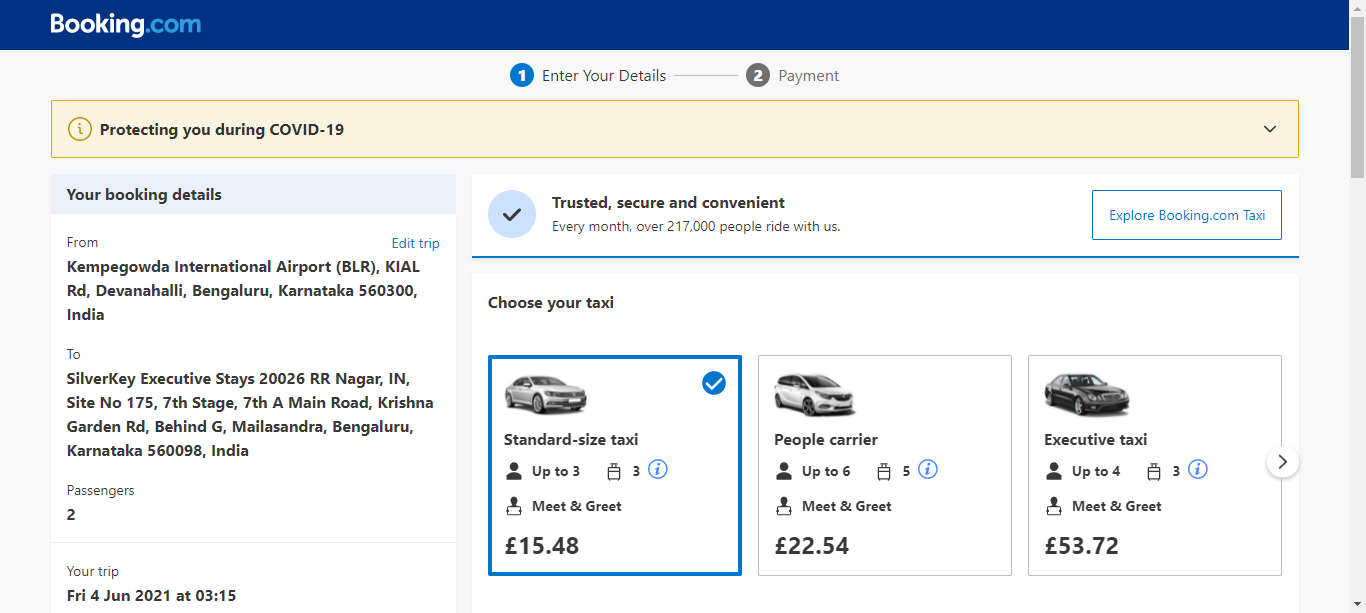 Booking.com
1 Enter Your Details
2 Payment
Protecting you during COVID-19
Your booking details
From
Edit trip
Kempegowda International Airport (BLR), KIAL
Rd, Devanahalli, Bengaluru, Karnataka 560300,
India
To
SilverKey Executive Stays 20026 RR Nagar, IN,
Site No 175, 7th Stage, 7th A Main Road, Krishna
Garden Rd, Behind G, Mailasandra, Bengaluru,
Karnataka 560098, India
Passengers
2
Your trip
Fri 4 Jun 2021 at 03:15
Trusted, secure and convenient
Every month, over 217,000 people ride with us.
Explore Booking.com Taxi
Choose your taxi
Standard-size taxi
Up to 3 3
Meet & Greet
£15.48
People carrier
Up to 6 5
Meet & Greet
£22.54
Executive taxi
Up to 4 3
Meet & Greet
£53.72